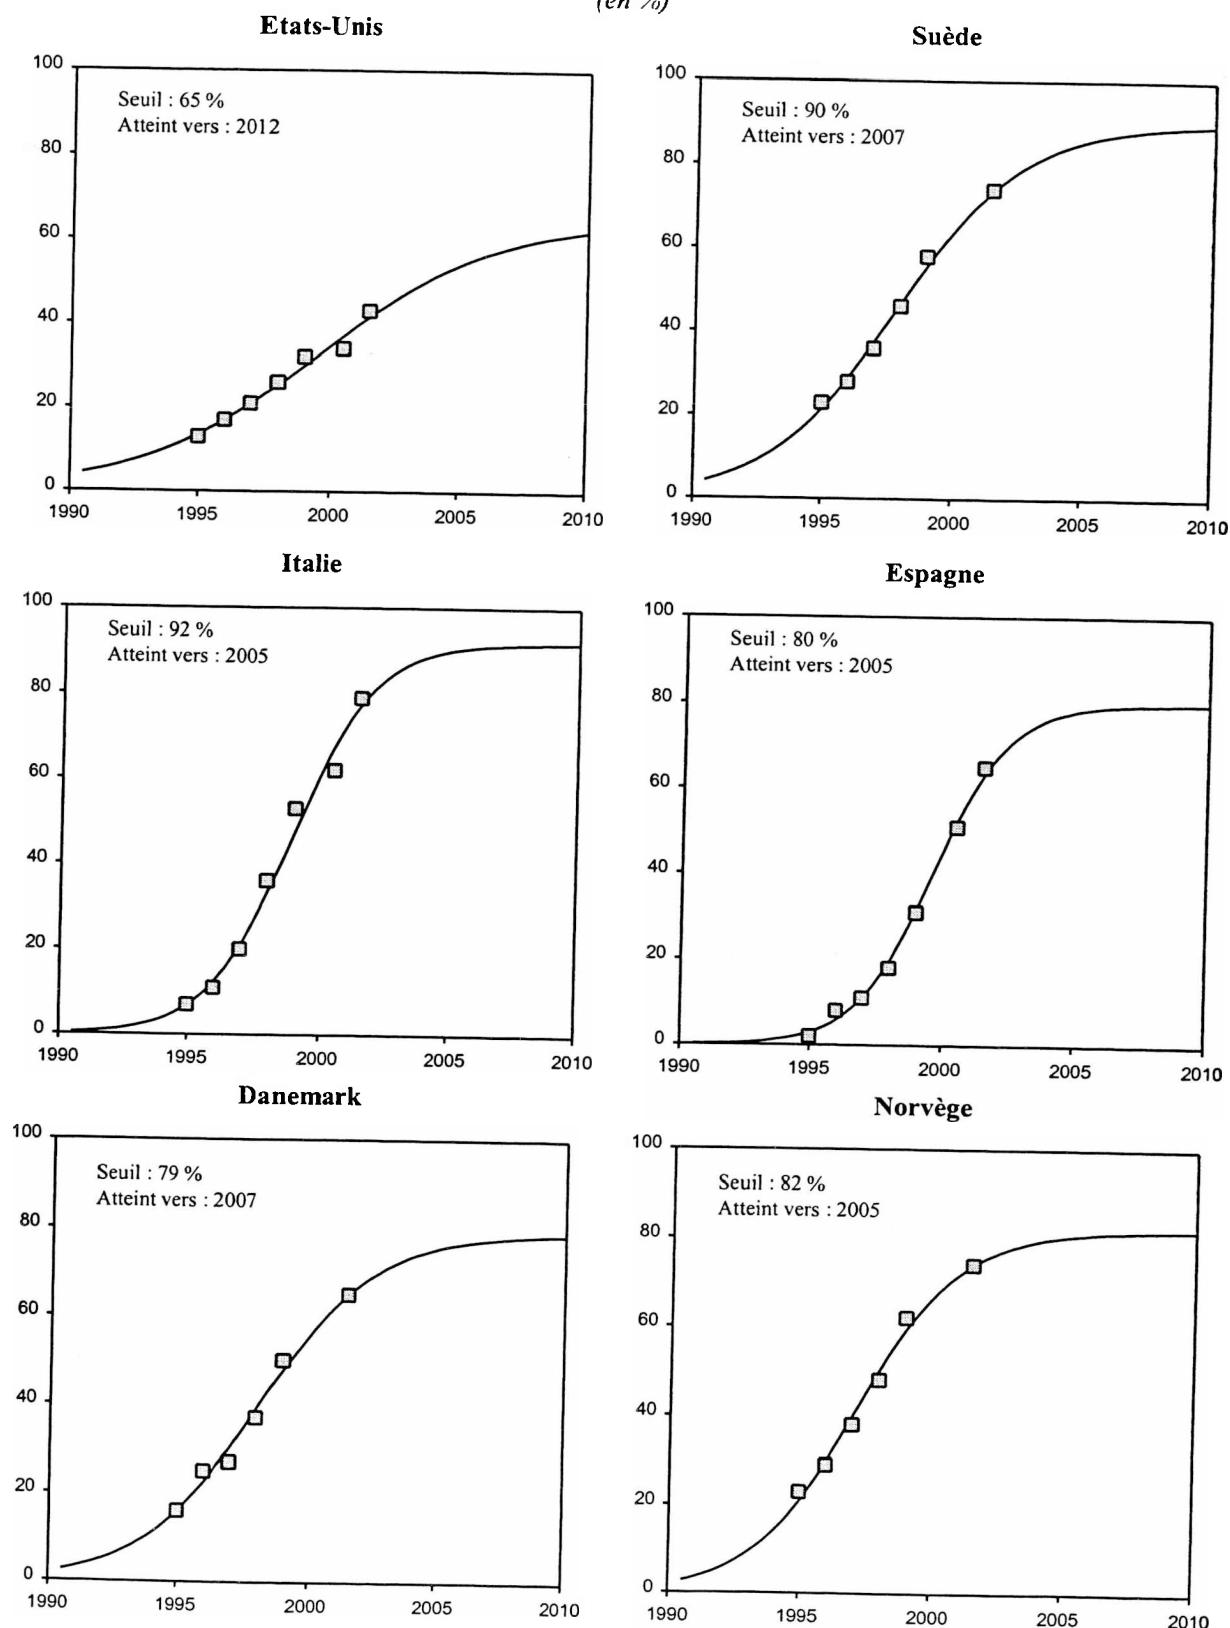 (en %)
Etats-Unis
100
80
60
40
20
0
Seuil : 65 %
Atteint vers : 2012
1990 1995 2000 2005 2010
Suède
100
80
60
40
20
0
Seuil : 90 %
Atteint vers : 2007
1990 1995 2000 2005 2010
Italie
100
80
60
40
20
0
Seuil : 92 %
Atteint vers : 2005
1990 1995 2000 2005 2010
Espagne
100
80
60
40
20
0
Seuil : 80 %
Atteint vers : 2005
1990 1995 2000 2005 2010
Danemark
100
80
60
40
20
0
Seuil : 79 %
Atteint vers : 2007
1990 1995 2000 2005 2010
Norvège
100
80
60
40
20
0
Seuil : 82 %
Atteint vers : 2005
1990 1995 2000 2005 2010